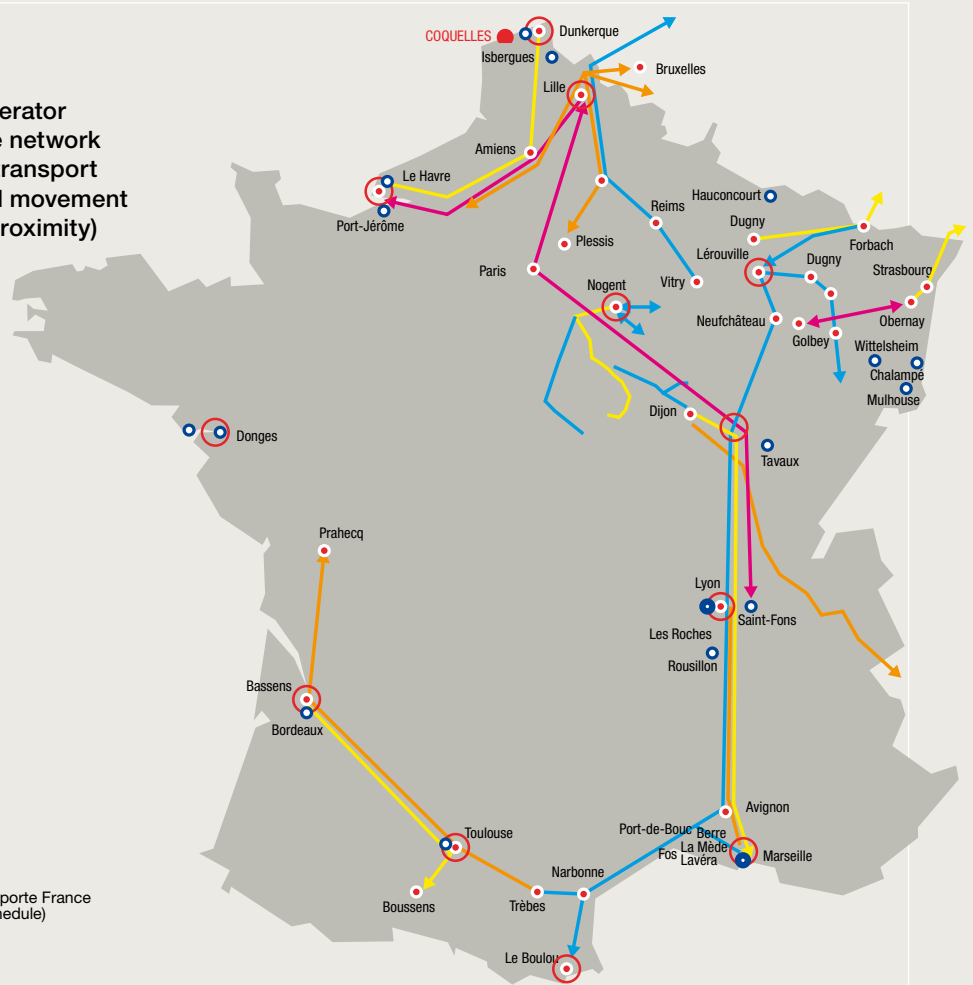 COQUELLES
Dunkerque
Isbergues
Bruxelles
Lille
erator
network
transport
movement
roximity)
Amiens
Le Havre
Port-Jérôme
Hauconcourt
Reims
Dugny
Forbach
Plessis
Lérouville
Dugny
Strasbourg
Paris
Nogent
Vitry
Neufchâteau
Obernay
Golbey
Wittelsheim
Chalampé
Mulhouse
Dijon
Donges
Tavaux
Prahecq
Lyon
Saint-Fons
Les Roches
Rousillon
Bassens
Bordeaux
Avignon
Port-de-Bouc
Berre
Toulouse
La Mède
Fos
Lavéra
Marseille
Narbonne
porte France
Boussens
Trèbes
edule)
Le Boulou